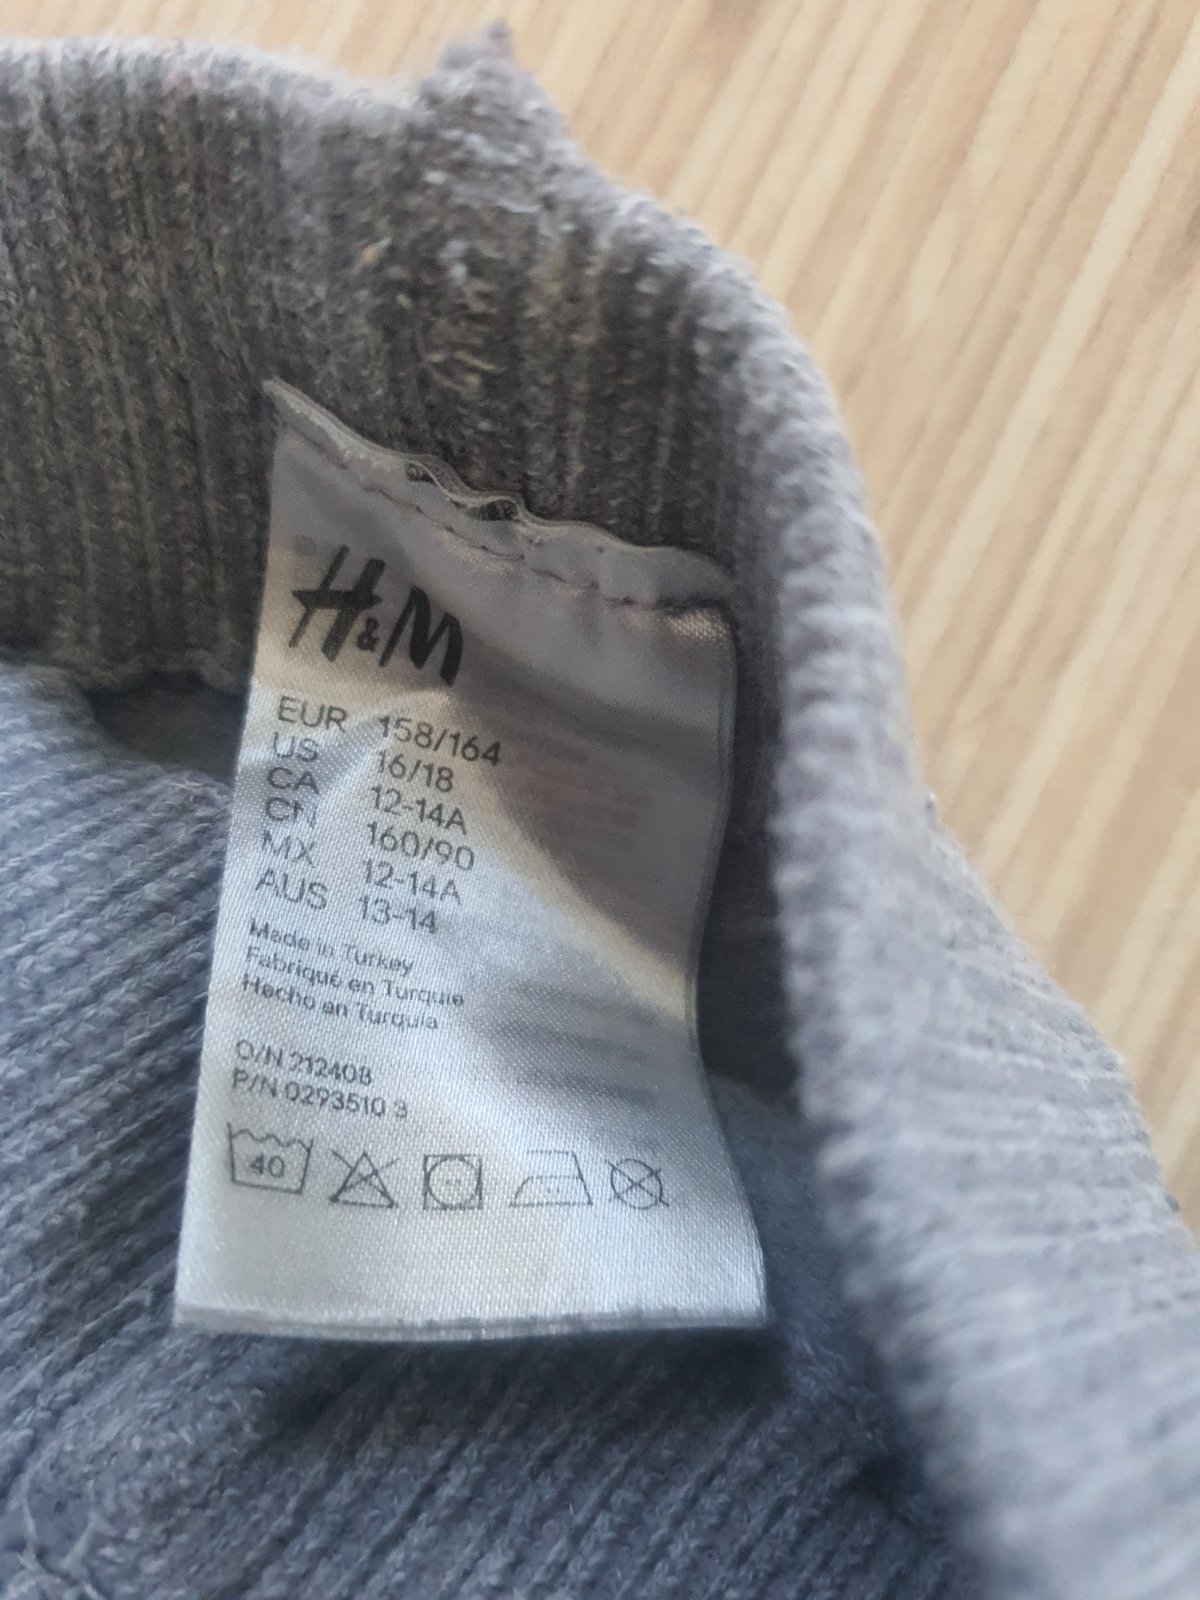 H&M
EUR 158/164
US 16/18
CA 12-14A
CN 160/90
MX 12-14A
AUS 13-14
Made in Turkey
Fabriqué en Turquie
Hecho en Turquia
O/N 212408
P/N 0293510 3
40